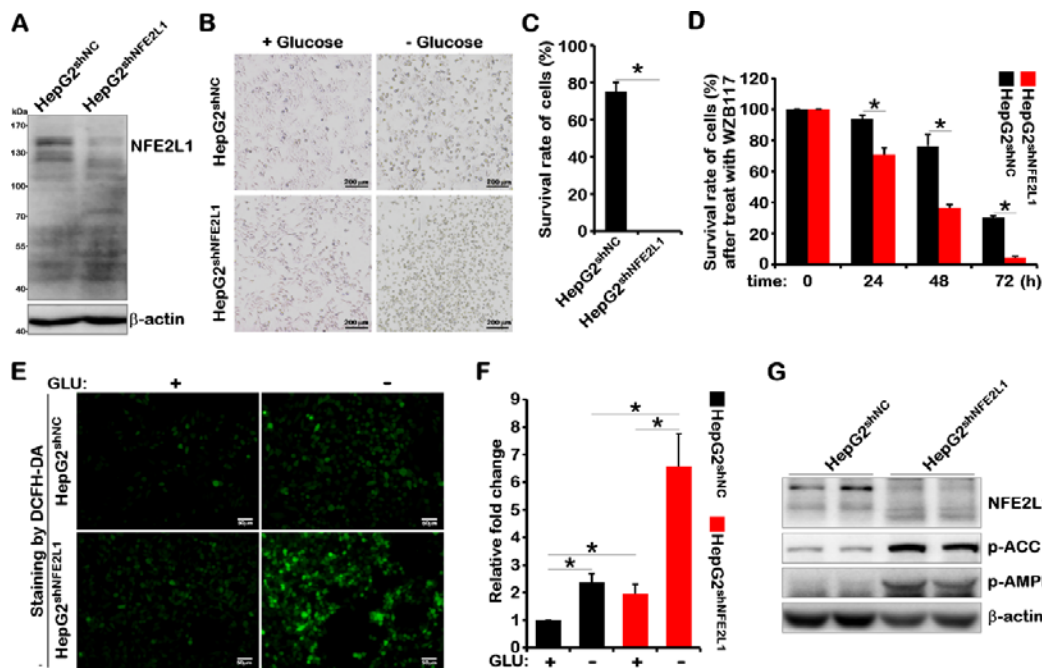 A
HepG2shNC
HepG2shNFE2L1
kDa
170
130
100
70
55
40
40
NFE2L1
β-actin
B
+ Glucose
- Glucose
HepG2shNC
HepG2shNFE2L1
200 μm
200 μm
200 μm
200 μm
C
Survival rate of cells (%)
100
80
60
40
20
0
*
HepG2shNC
HepG2shNFE2L1
D
Survival rate of cells (%)
after treat with WZB117
120
100
80
60
40
20
0
*
*
*
time: 0 24 48 72 (h)
HepG2shNC
HepG2shNFE2L1
E
GLU: + -
Staining by DCFH-DA
HepG2shNC
HepG2shNFE2L1
50μm
50μm
50μm
50μm
F
Relative fold change
9
8
7
6
5
4
3
2
1
0
*
*
*
*
GLU: + - + -
HepG2shNC
HepG2shNFE2L1
G
HepG2shNC
HepG2shNFE2L1
NFE2L
p-ACC
p-AMP
β-actin